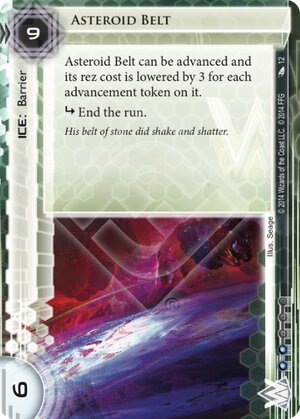 9
ASTEROID BELT
ICE: Barrier
Asteroid Belt can be advanced and
its rez cost is lowered by 3 for each
advancement token on it.
↳ End the run.
His belt of stone did shake and shatter.
12
© 2014 Wizards of the Coast LLC. © 2014 FFG
Illus. Seage
6